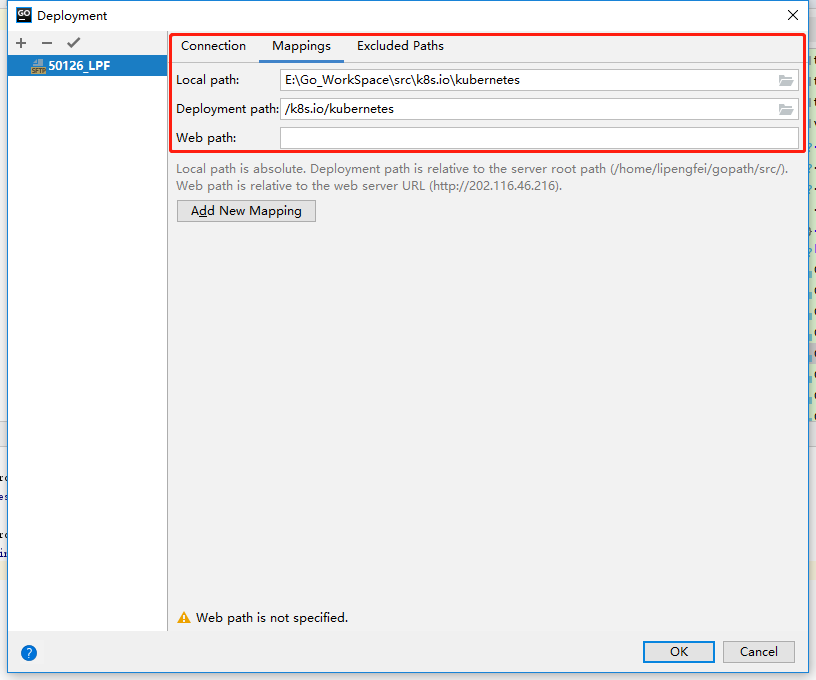 GO Deployment
50126_LPF
SFTP
Connection Mappings Excluded Paths
Local path: E:\Go_WorkSpace\src\k8s.io\kubernetes
Deployment path: /k8s.io/kubernetes
Web path:
Local path is absolute. Deployment path is relative to the server root path (/home/lipengfei/gopath/src/).
Web path is relative to the web server URL (http://202.116.46.216).
Add New Mapping
Web path is not specified.
?
OK Cancel